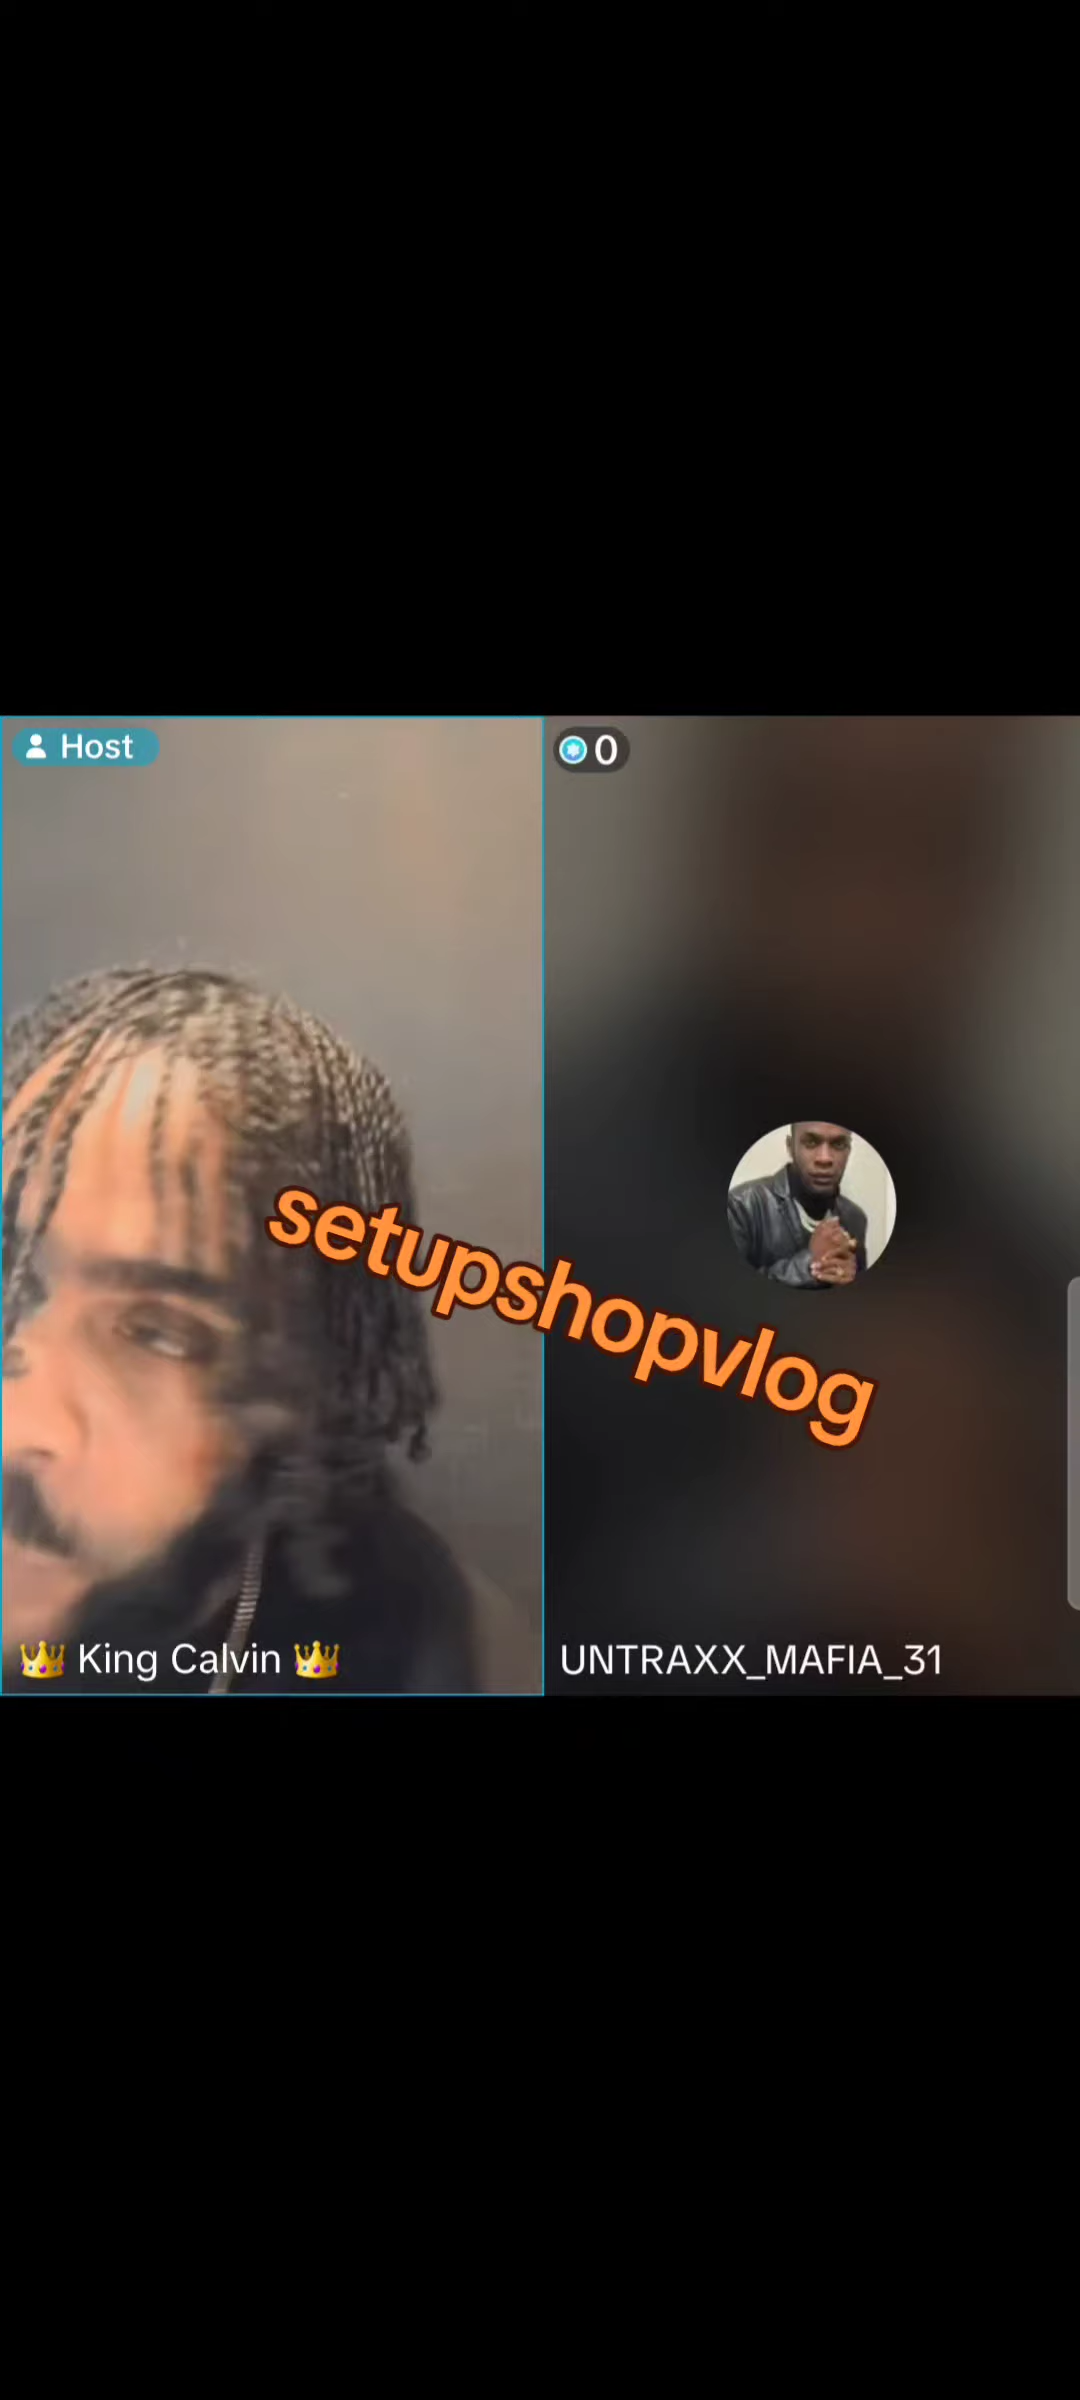 Host
0
setupshopvlog
👑 King Calvin 👑
UNTRAXX_MAFIA_31